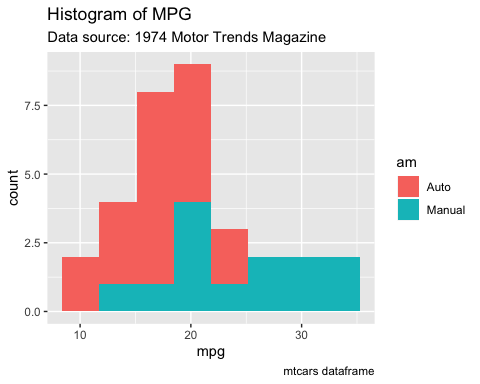 Histogram of MPG
Data source: 1974 Motor Trends Magazine
7.5
5.0
2.5
0.0
count
10 20 30
mpg
am
Auto
Manual
mtcars dataframe